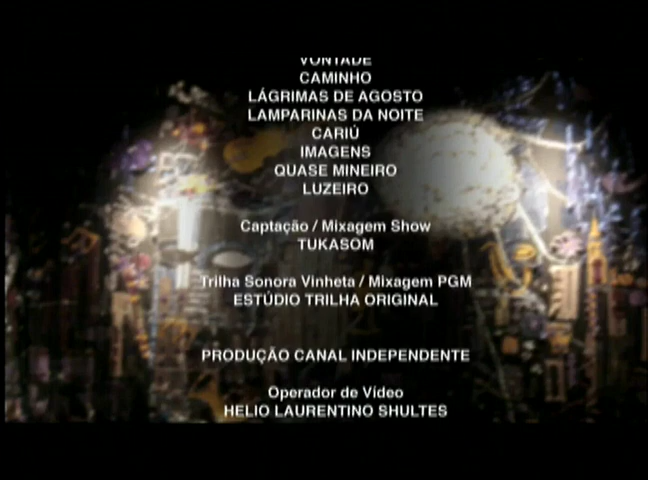 VONTADE
CAMINHO
LÁGRIMAS DE AGOSTO
LAMPARINAS DA NOITE
CARIÚ
IMAGENS
QUASE MINEIRO
LUZEIRO
Captação / Mixagem Show
TUKASOM
Trilha Sonora Vinheta / Mixagem PGM
ESTÚDIO TRILHA ORIGINAL
PRODUÇÃO CANAL INDEPENDENTE
Operador de Vídeo
HELIO LAURENTINO SHULTES